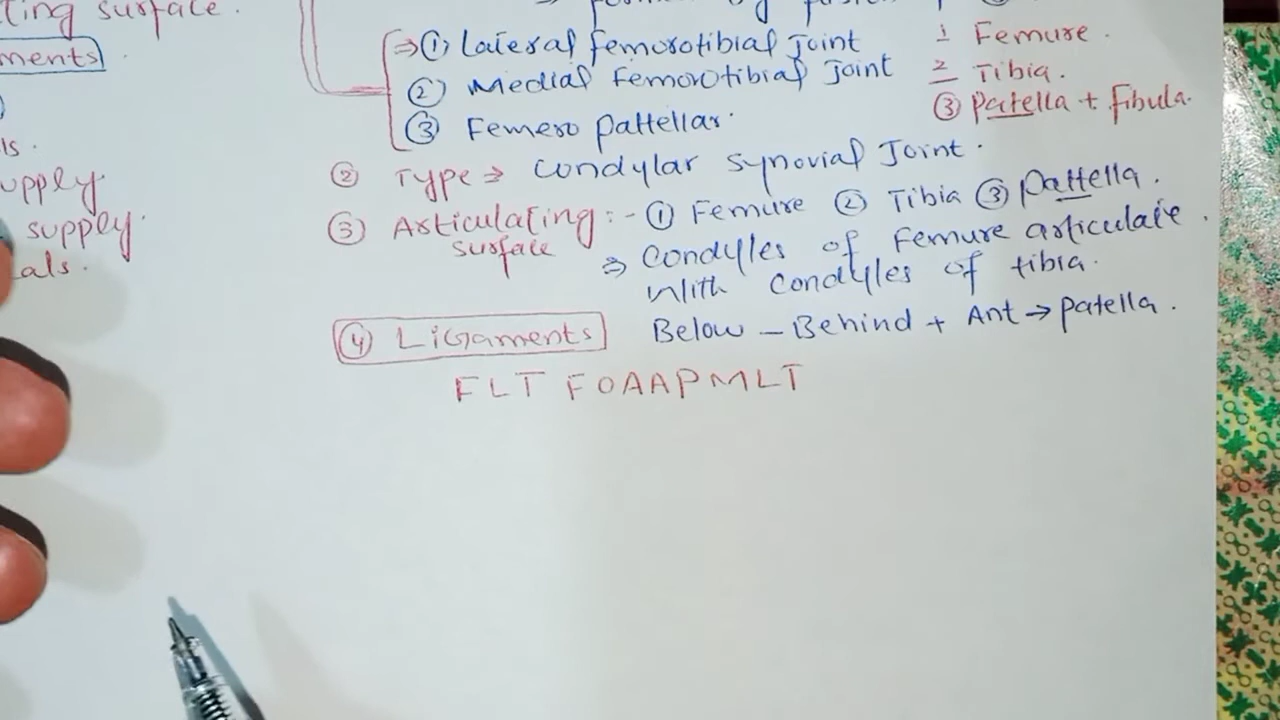 ting surface.
ments
ls.
upply
supply.
als.
⇒ ① Lateral femorotibial Joint
② Medial Femorotibial Joint
③ Femero pattellar.
1 Femure.
2 Tibia.
③ Patella + Fibula.
② Type ⇒ Condylar Synovial Joint.
③ Articulating surface :- ① Femure ② Tibia ③ Pattella.
⇒ Condylles of Femure articulate
With Condylles of tibia.
Below - Behind + Ant → patella.
④ LiGaments
FLT FOAAPMLT